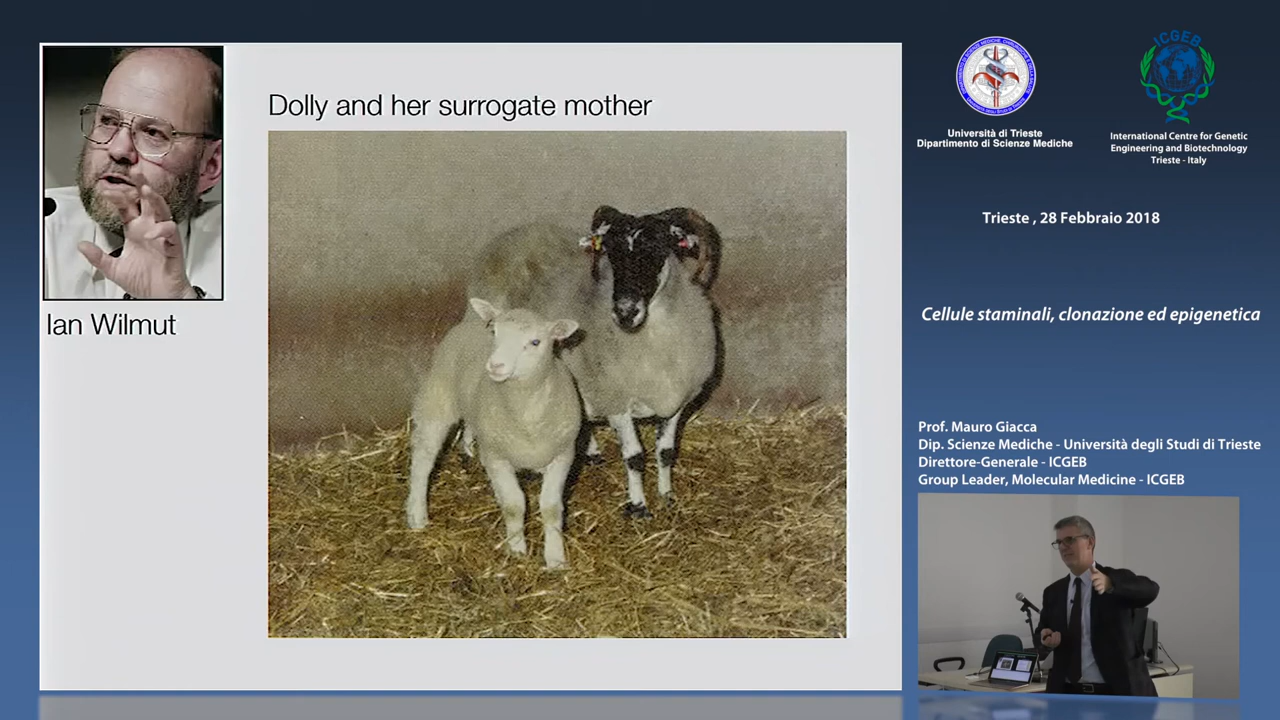 Dolly and her surrogate mother
Ian Wilmut
ICGEB
Università di Trieste
Dipartimento di Scienze Mediche
International Centre for Genetic
Engineering and Biotechnology
Trieste - Italy
Trieste , 28 Febbraio 2018
Cellule staminali, clonazione ed epigenetica
Prof. Mauro Giacca
Dip. Scienze Mediche - Università degli Studi di Trieste
Direttore-Generale - ICGEB
Group Leader, Molecular Medicine - ICGEB